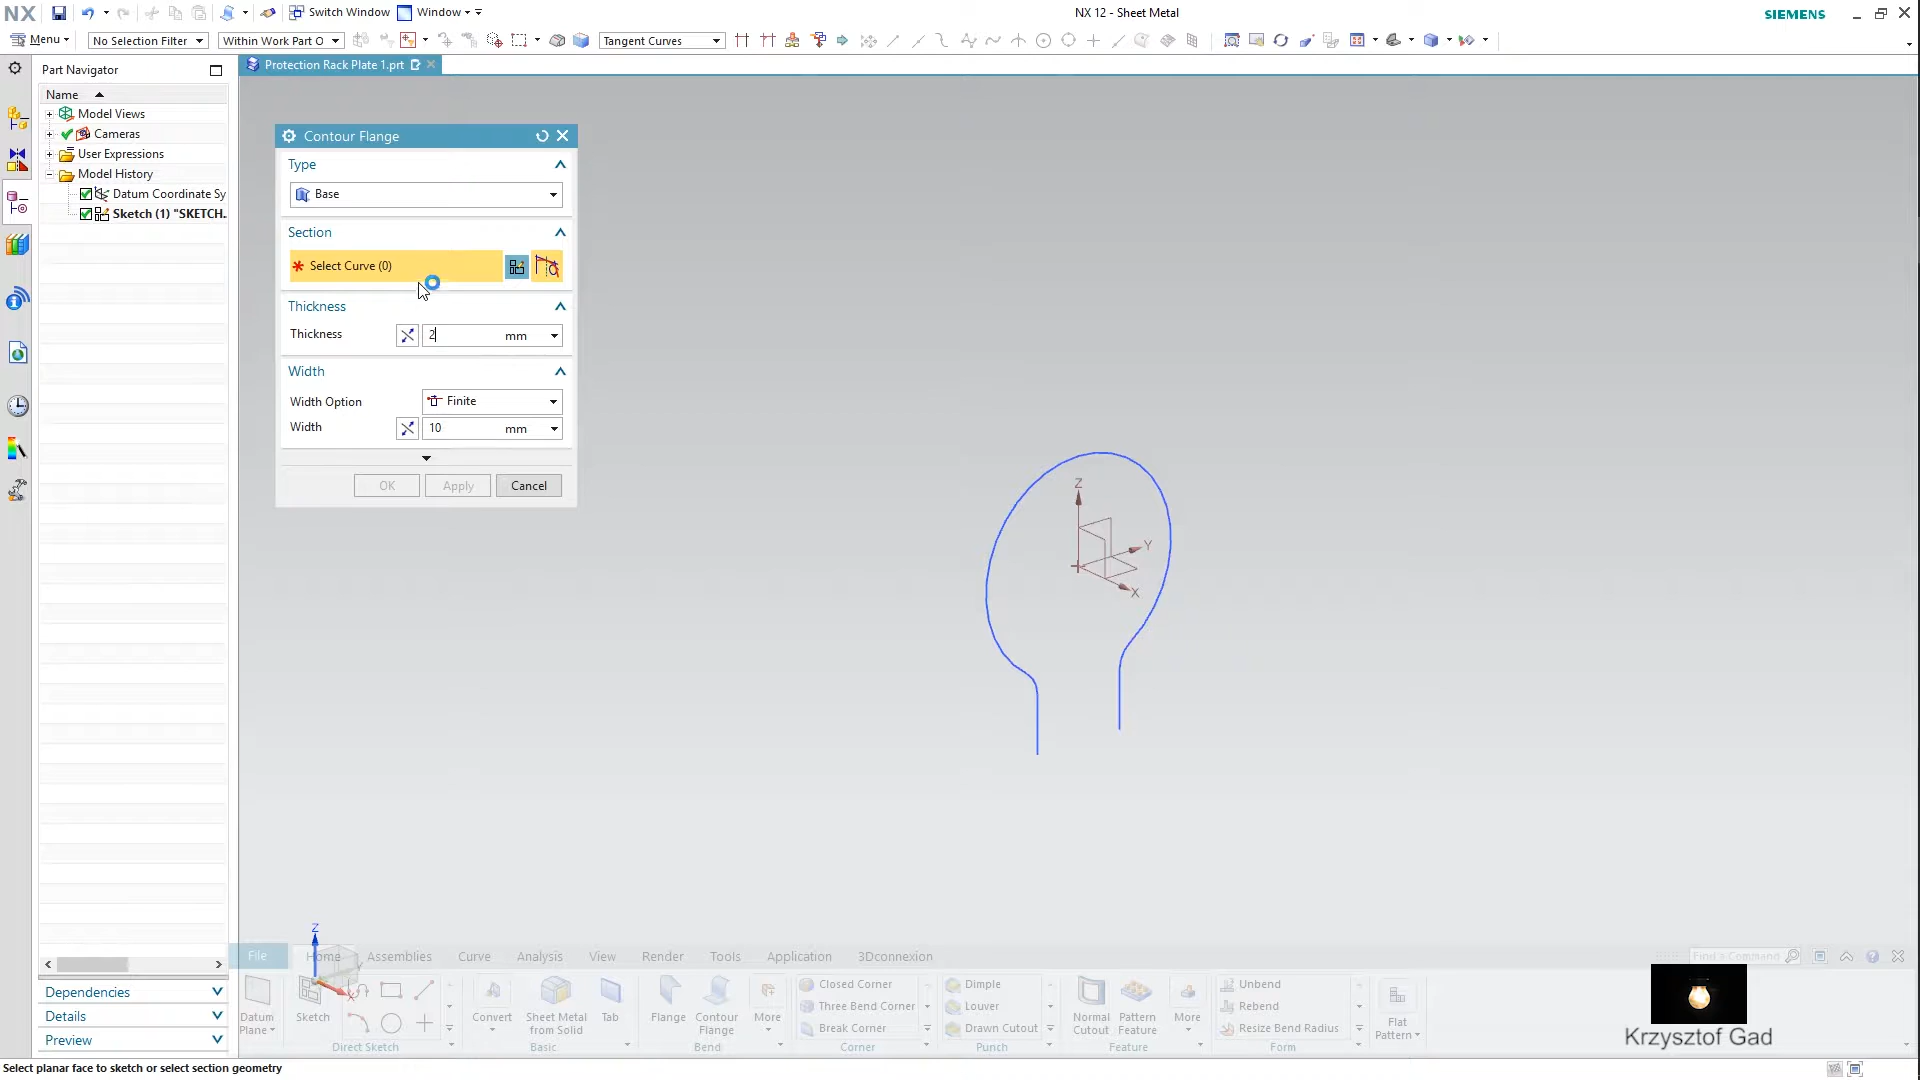 NX
Switch Window
Window
NX 12 - Sheet Metal
SIEMENS
Menu
No Selection Filter
Within Work Part O
Tangent Curves
Part Navigator
Protection Rack Plate 1.prt
Name
Model Views
Cameras
User Expressions
Model History
Datum Coordinate Sy
Sketch (1) "SKETCH.
Contour Flange
Type
Base
Section
* Select Curve (0)
Thickness
Thickness
2
mm
Width
Width Option
Finite
Width
10
mm
OK
Apply
Cancel
Z
Y
X
Z
X
File
Home
Assemblies
Curve
Analysis
View
Render
Tools
Application
3Dconnexion
Find a Command
Datum
Plane
Sketch
Direct Sketch
Convert
Sheet Metal
from Solid
Tab
Basic
Flange
Contour
Flange
More
Bend
Closed Corner
Three Bend Corner
Break Corner
Corner
Dimple
Louver
Drawn Cutout
Punch
Normal
Cutout
Pattern
Feature
More
Feature
Unbend
Rebend
Resize Bend Radius
Form
Flat
Pattern
Dependencies
Details
Preview
Krzysztof Gad
Select planar face to sketch or select section geometry